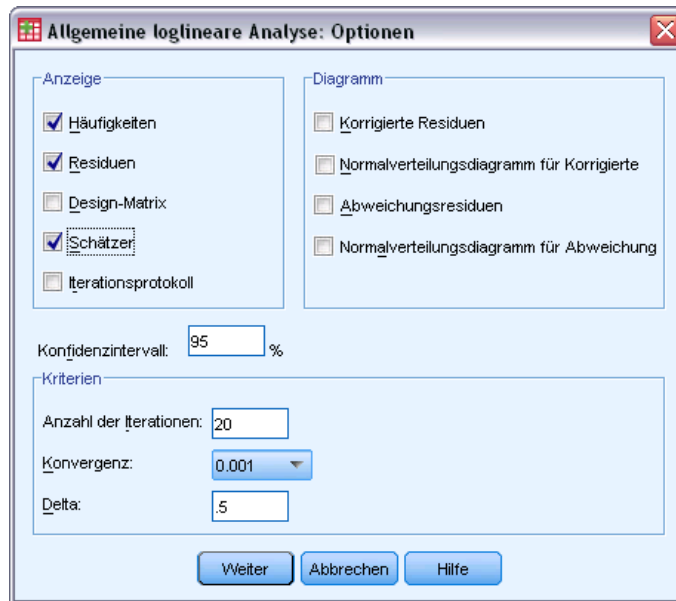 Allgemeine loglineare Analyse: Optionen
Anzeige
Häufigkeiten
Residuen
Design-Matrix
Schätzer
Iterationsprotokoll
Diagramm
Korrigierte Residuen
Normalverteilungsdiagramm für Korrigierte
Abweichungsresiduen
Normalverteilungsdiagramm für Abweichung
Konfidenzintervall: 95 %
Kriterien
Anzahl der Iterationen: 20
Konvergenz: 0.001
Delta: .5
Weiter Abbrechen Hilfe